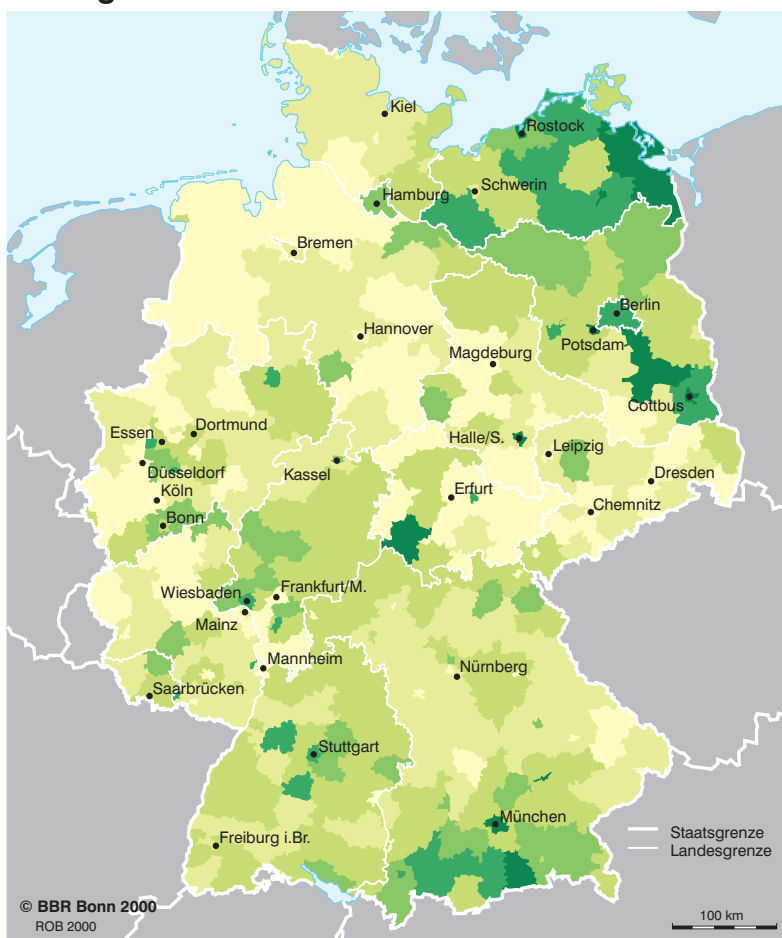 Kiel
Rostock
Hamburg
Schwerin
Bremen
Berlin
Hannover
Potsdam
Magdeburg
Cottbus
Essen
Dortmund
Halle/S.
Leipzig
Düsseldorf
Kassel
Dresden
Köln
Erfurt
Chemnitz
Bonn
Wiesbaden
Frankfurt/M.
Mainz
Mannheim
Nürnberg
Saarbrücken
Stuttgart
München
Staatsgrenze
Freiburg i.Br.
Landesgrenze
© BBR Bonn 2000
ROB 2000
100 km